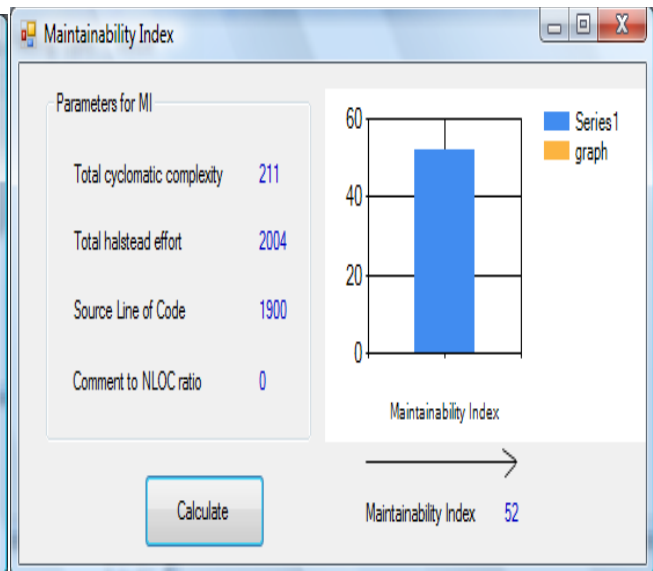 Maintainability Index
Parameters for MI
Total cyclomatic complexity 211
Total halstead effort 2004
Source Line of Code 1900
Comment to NLOC ratio 0
Calculate
60
40
20
0
Maintainability Index
Series1
graph
Maintainability Index 52